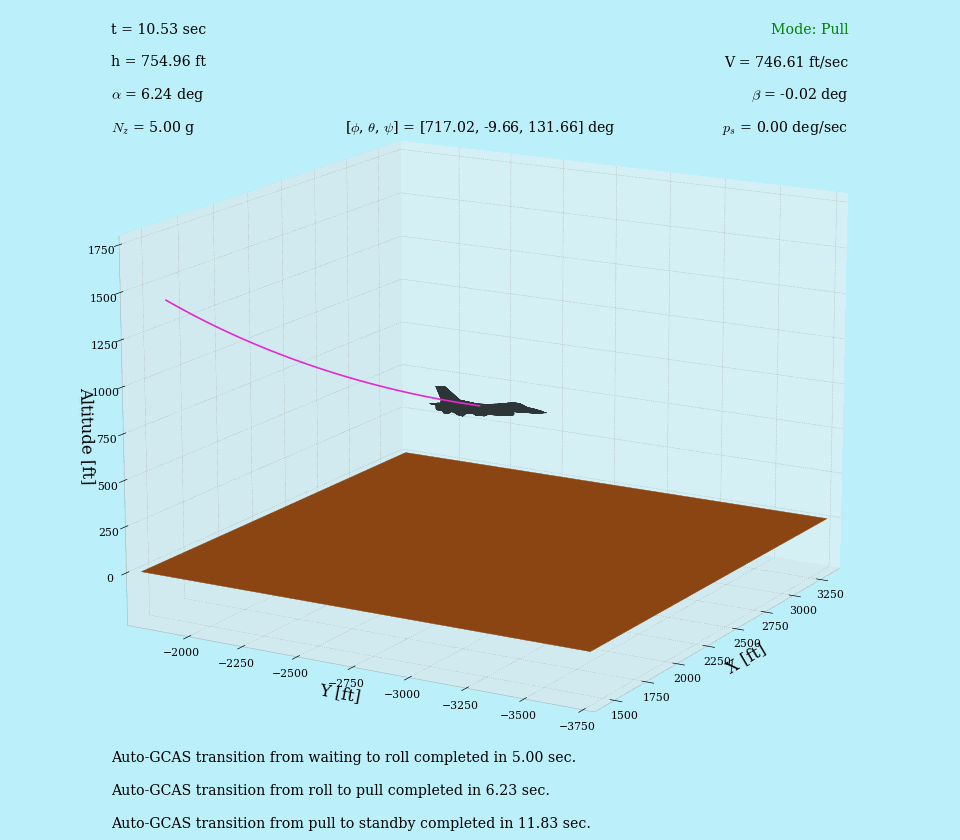 t = 10.53 sec
Mode: Pull
h = 754.96 ft
V = 746.61 ft/sec
α = 6.24 deg
β = -0.02 deg
N_z = 5.00 g
[ϕ, θ, ψ] = [717.02, -9.66, 131.66] deg
p_s = 0.00 deg/sec
1750
1500
1250
1000
750
500
250
0
Altitude [ft]
−2000
−2250
−2500
−2750
−3000
−3250
−3500
−3750
Y [ft]
1500
1750
2000
2250
2500
2750
3000
3250
X [ft]
Auto-GCAS transition from waiting to roll completed in 5.00 sec.
Auto-GCAS transition from roll to pull completed in 6.23 sec.
Auto-GCAS transition from pull to standby completed in 11.83 sec.